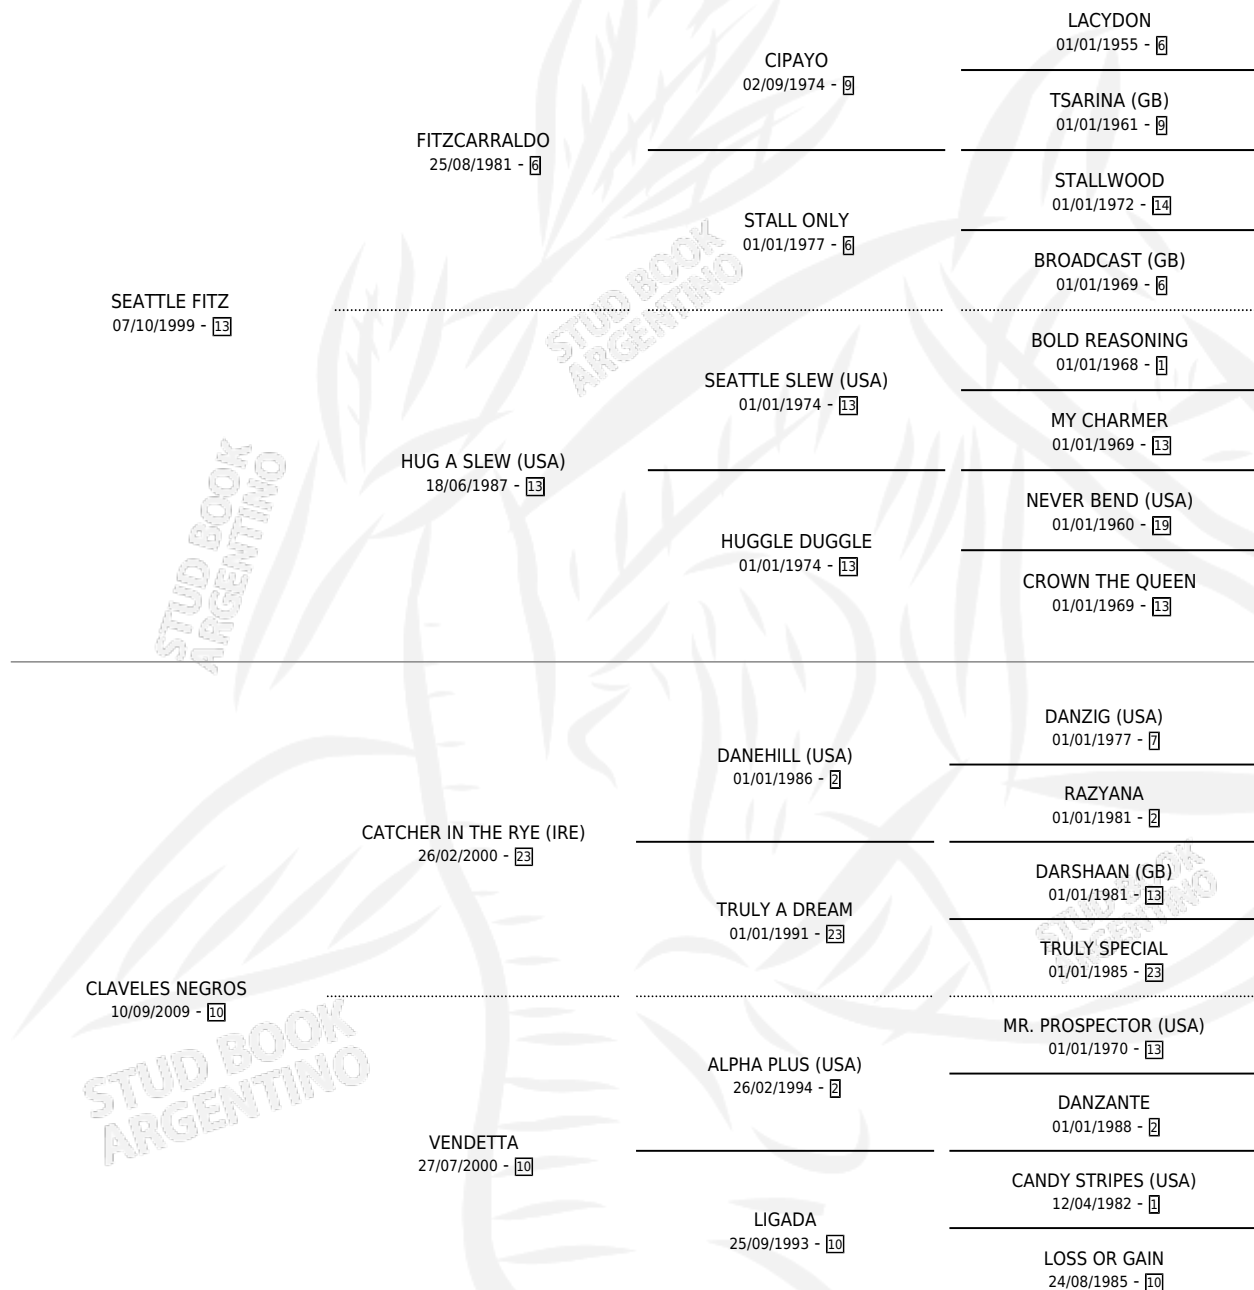 LACYDON
01/01/1955 - 6
CIPAYO
02/09/1974 - 9
TSARINA (GB)
01/01/1961 - 9
FITZCARRALDO
25/08/1981 - 6
STALLWOOD
01/01/1972 - 14
STALL ONLY
01/01/1977 - 6
BROADCAST (GB)
01/01/1969 - 6
SEATTLE FITZ
07/10/1999 - 13
BOLD REASONING
01/01/1968 - 1
SEATTLE SLEW (USA)
01/01/1974 - 13
MY CHARMER
01/01/1969 - 13
HUG A SLEW (USA)
18/06/1987 - 13
NEVER BEND (USA)
01/01/1960 - 19
HUGGLE DUGGLE
01/01/1974 - 13
CROWN THE QUEEN
01/01/1969 - 13
STUD BOOK
ARGENTINO
STUD BOOK
ARGENTINO
DANZIG (USA)
01/01/1977 - 7
DANEHILL (USA)
01/01/1986 - 2
RAZYANA
01/01/1981 - 2
CATCHER IN THE RYE (IRE)
26/02/2000 - 23
DARSHAAN (GB)
01/01/1981 - 13
TRULY A DREAM
01/01/1991 - 23
TRULY SPECIAL
01/01/1985 - 23
CLAVELES NEGROS
10/09/2009 - 10
MR. PROSPECTOR (USA)
01/01/1970 - 13
ALPHA PLUS (USA)
26/02/1994 - 2
DANZANTE
01/01/1988 - 2
VENDETTA
27/07/2000 - 10
CANDY STRIPES (USA)
12/04/1982 - 1
LIGADA
25/09/1993 - 10
LOSS OR GAIN
24/08/1985 - 10
STUD BOOK
ARGENTINO
STUD BOOK
ARGENTINO